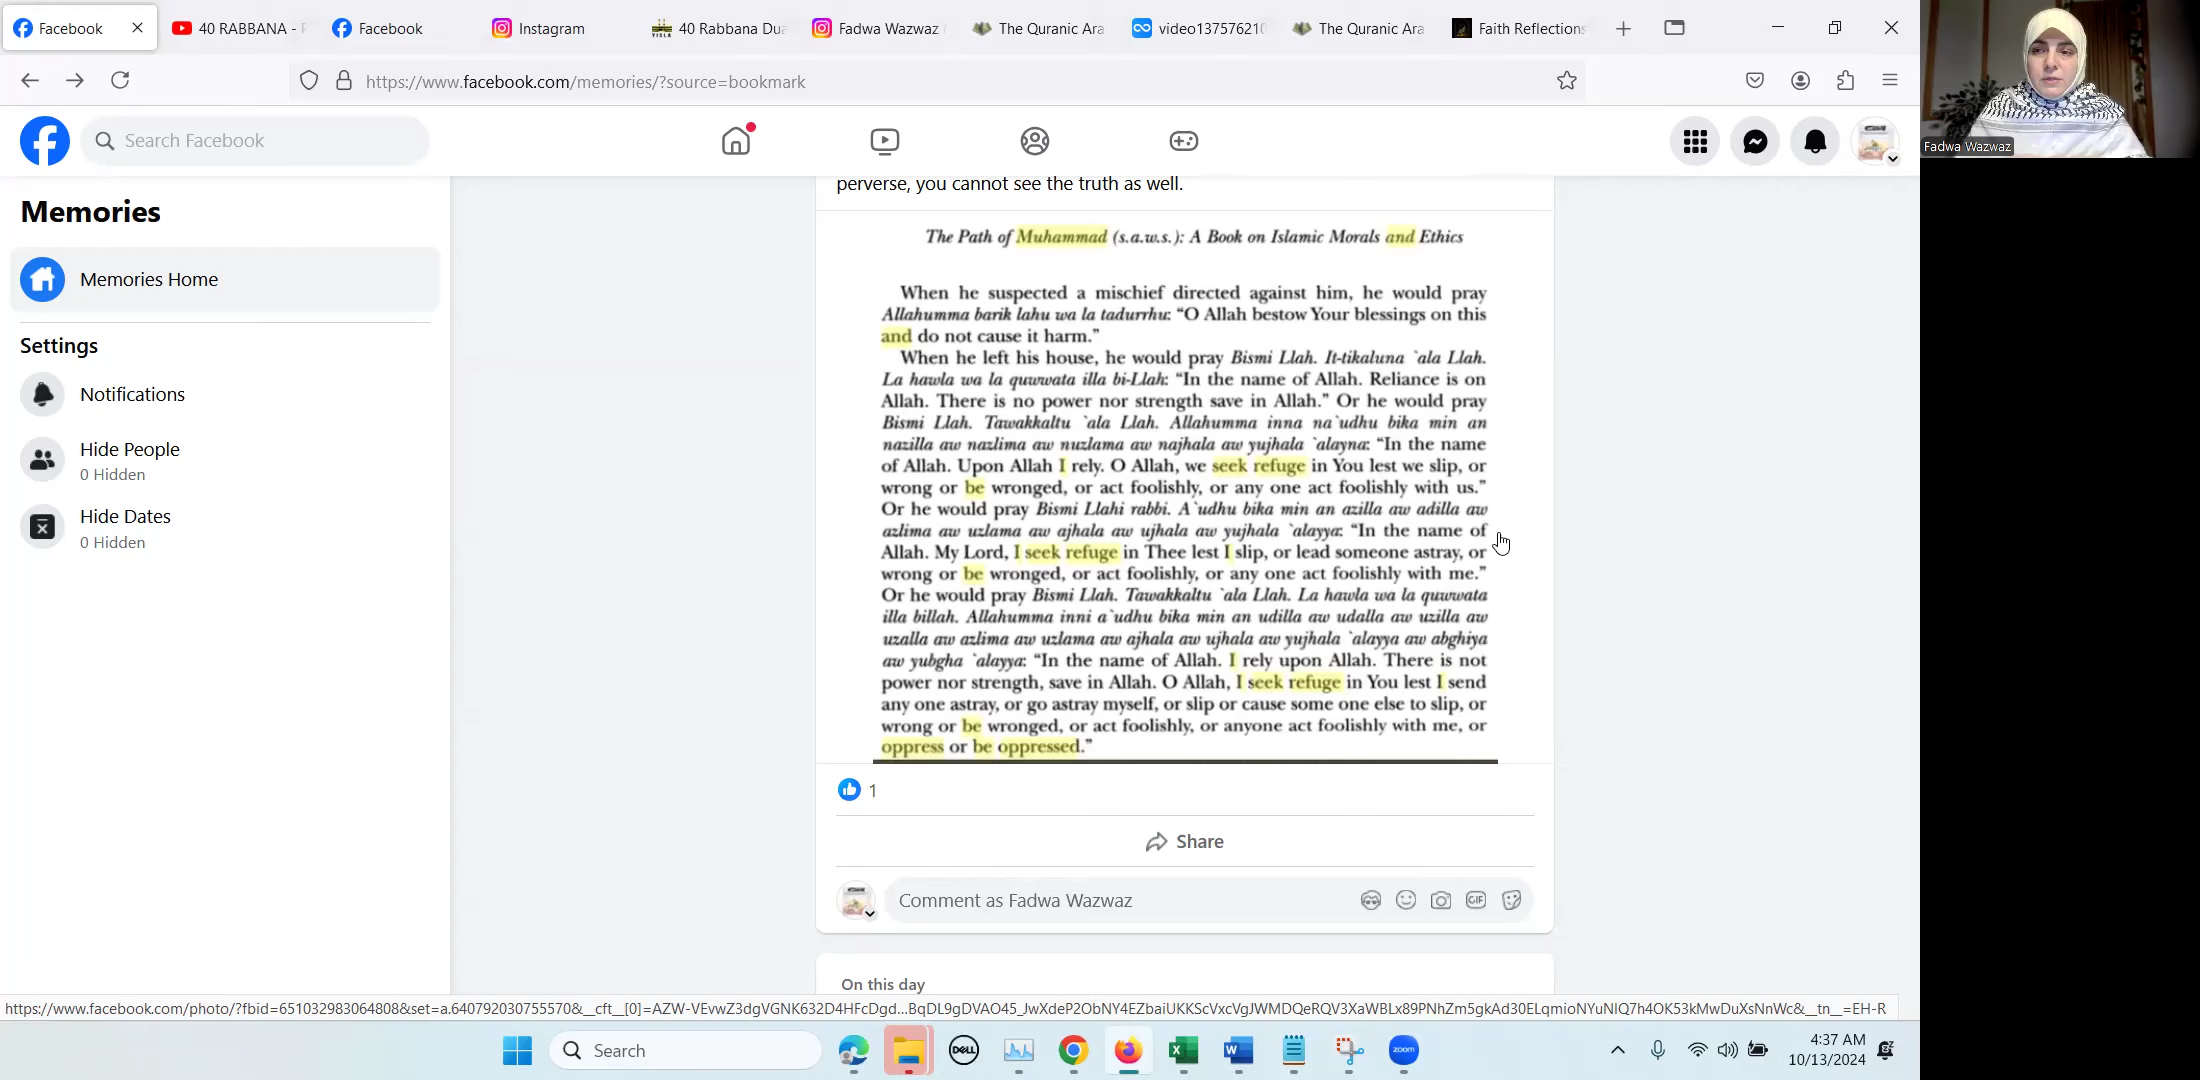 Facebook
40 RABBANA -
Facebook
Instagram
40 Rabbana Du
Fadwa Wazwaz
The Quranic Ara
video137576210
The Quranic Ara
Faith Reflections
https://www.facebook.com/memories/?source=bookmark
Search Facebook
Fadwa Wazwaz
Memories
Memories Home
Settings
Notifications
Hide People
0 Hidden
Hide Dates
0 Hidden
perverse, you cannot see the truth as well.
The Path of Muhammad (s.a.w.s.): A Book on Islamic Morals and Ethics
When he suspected a mischief directed against him, he would pray
Allahumma barik lahu wa la tadurrhu: “O Allah bestow Your blessings on this
and do not cause it harm.”
When he left his house, he would pray Bismi Llah. It-tikaluna `ala Llah.
La hawla wa la quwwata illa bi-Llah: “In the name of Allah. Reliance is on
Allah. There is no power nor strength save in Allah.” Or he would pray
Bismi Llah. Tawakkaltu `ala Llah. Allahumma inna na`udhu bika min an
nazilla aw nazlima aw nuzlama aw najhala aw yujhala `alayna: “In the name
of Allah. Upon Allah I rely. O Allah, we seek refuge in You lest we slip, or
wrong or be wronged, or act foolishly, or any one act foolishly with us.”
Or he would pray Bismi Llahi rabbi. A`udhu bika min an azilla aw adilla aw
azlima aw uzlama aw ajhala aw ujhala aw yujhala `alayya: “In the name of
Allah. My Lord, I seek refuge in Thee lest I slip, or lead someone astray, or
wrong or be wronged, or act foolishly, or any one act foolishly with me.”
Or he would pray Bismi Llah. Tawakkaltu `ala Llah. La hawla wa la quwwata
illa billah. Allahumma inni a`udhu bika min an udilla aw udalla aw uzilla aw
uzalla aw azlima aw uzlama aw ajhala aw ujhala aw yujhala `alayya aw abghiya
aw yubgha `alayya: “In the name of Allah. I rely upon Allah. There is not
power nor strength, save in Allah. O Allah, I seek refuge in You lest I send
any one astray, or go astray myself, or slip or cause some one else to slip, or
wrong or be wronged, or act foolishly, or anyone act foolishly with me, or
oppress or be oppressed.”
1
Share
Comment as Fadwa Wazwaz
GIF
On this day
https://www.facebook.com/photo/?fbid=651032983064808&set=a.640792030755570&__cft__[0]=AZW-VEvwZ3dgVGNK632D4HFcDgd...BqDL9gDVAO45_JwXdeP2ObNY4EZbaiUKKScVxcVgJWMDQeRQV3XaWBLx89PNhZm5gkAd30ELqmioNYuNlQ7h4OK53kMwDuXsNnWc&__tn__=EH-R
Search
DELL
zoom
4:37 AM
10/13/2024